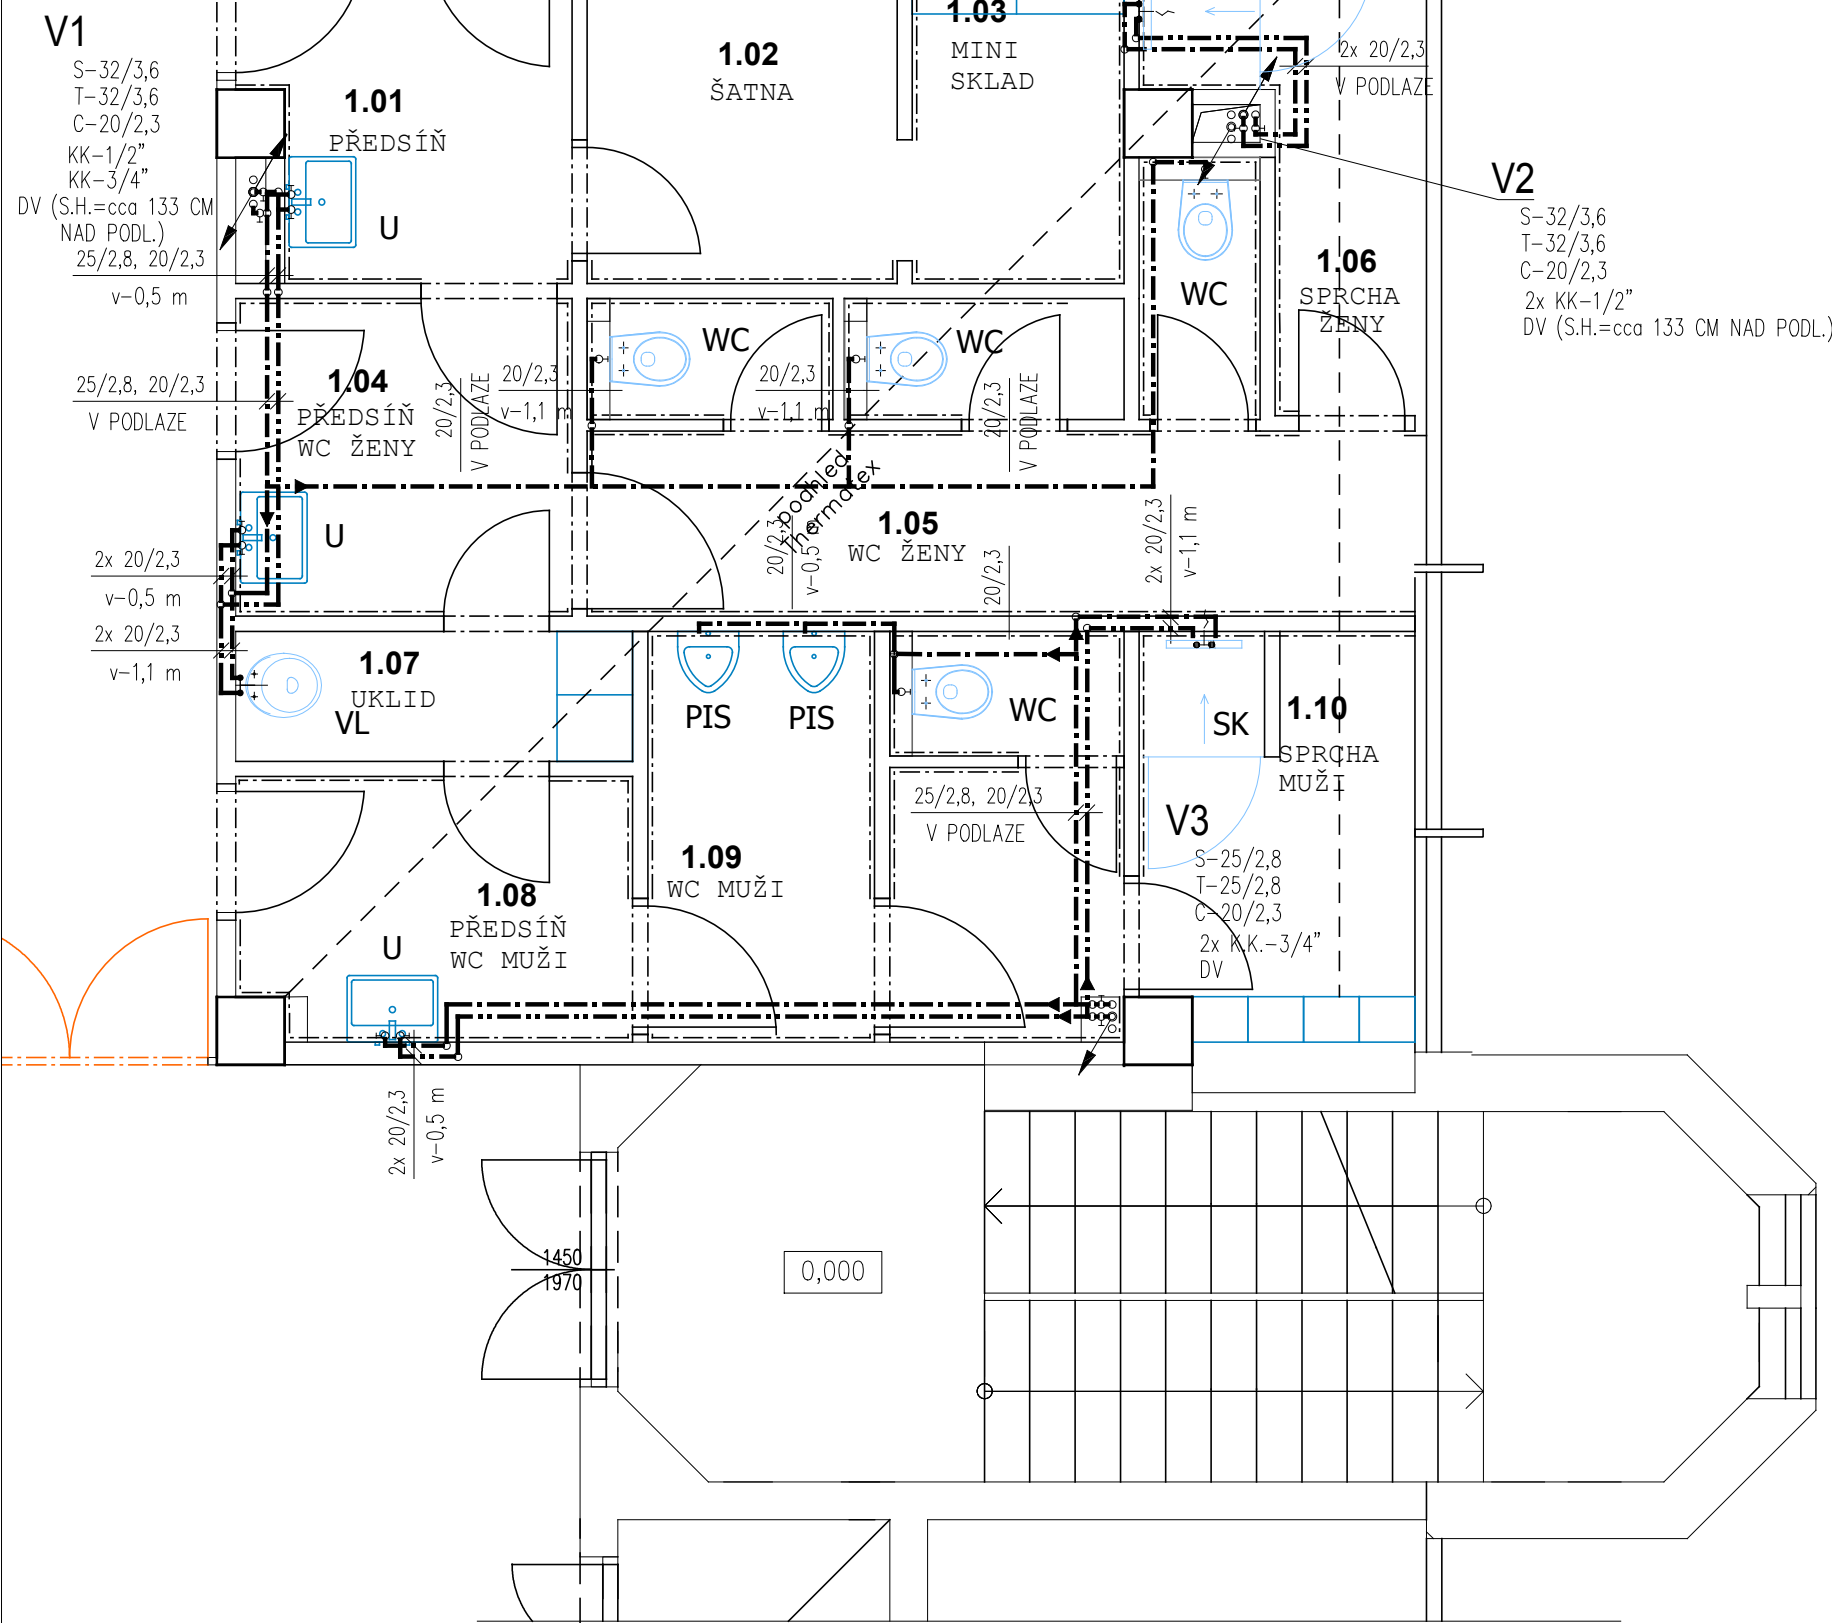 V1
S-32/3,6
T-32/3,6
C-20/2,3
KK-1/2"
KK-3/4"
DV (S.H.=cca 133 CM
NAD PODL.)
25/2,8, 20/2,3
v-0,5 m
25/2,8, 20/2,3
V PODLAZE
2x 20/2,3
v-0,5 m
2x 20/2,3
v-1,1 m
1.01
PŘEDSÍŇ
U
1.02
ŠATNA
1.03
MINI
SKLAD
2x 20/2,3
V PODLAZE
V2
S-32/3,6
T-32/3,6
C-20/2,3
2x KK-1/2"
DV (S.H.=cca 133 CM NAD PODL.)
WC
1.06
SPRCHA
ŽENY
1.04
PŘEDSÍŇ
WC ŽENY
U
20/2,3
V PODLAZE
20/2,3
v-1,1 m
WC
20/2,3
v-1,1 m
WC
20/2,3
V PODLAZE
podhled
Thermatex
1.05
WC ŽENY
20/2,3
v-0,5 m
20/2,3
2x 20/2,3
v-1,1 m
1.07
UKLID
VL
PIS
PIS
WC
SK
1.10
SPRCHA
MUŽI
25/2,8, 20/2,3
V PODLAZE
V3
S-25/2,8
T-25/2,8
C-20/2,3
2x K.K.-3/4"
DV
1.09
WC MUŽI
1.08
PŘEDSÍŇ
WC MUŽI
U
2x 20/2,3
v-0,5 m
1450
1970
0,000